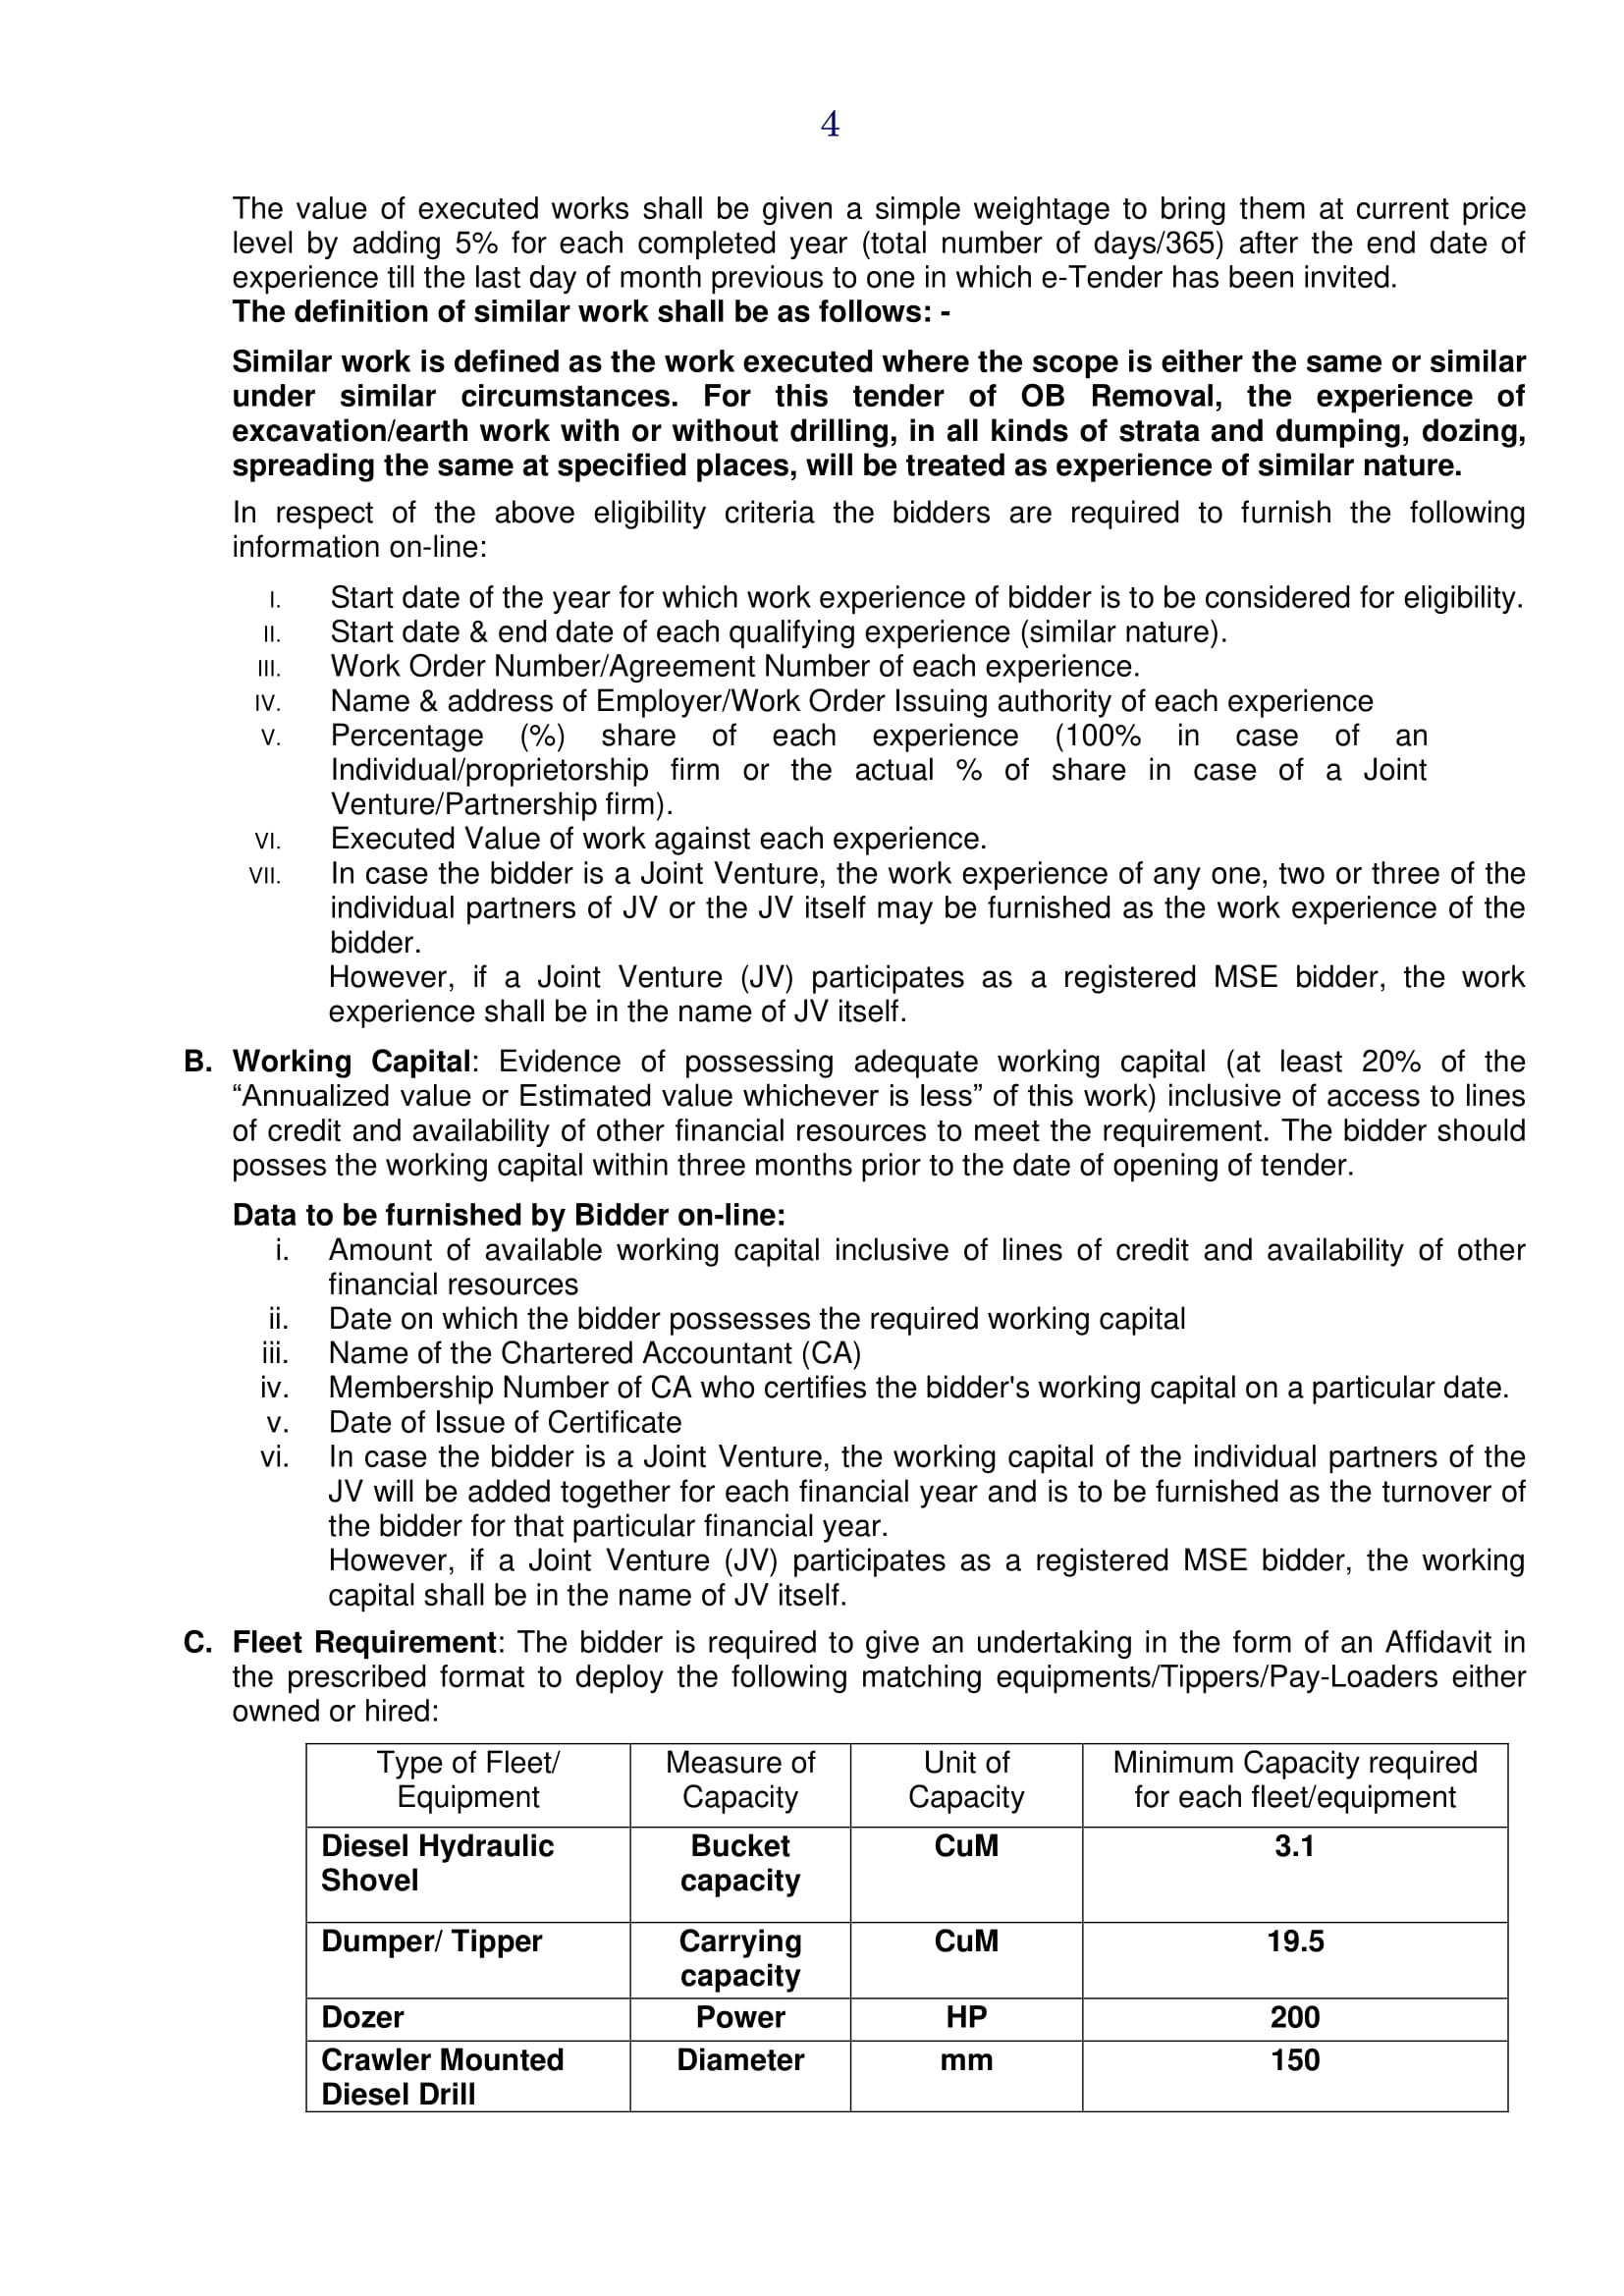 4
The value of executed works shall be given a simple weightage to bring them at current price
level by adding 5% for each completed year (total number of days/365) after the end date of
experience till the last day of month previous to one in which e-Tender has been invited.
The definition of similar work shall be as follows: -
Similar work is defined as the work executed where the scope is either the same or similar
under similar circumstances. For this tender of OB Removal, the experience of
excavation/earth work with or without drilling, in all kinds of strata and dumping, dozing,
spreading the same at specified places, will be treated as experience of similar nature.
In respect of the above eligibility criteria the bidders are required to furnish the following
information on-line:
I. Start date of the year for which work experience of bidder is to be considered for eligibility.
II. Start date & end date of each qualifying experience (similar nature).
III. Work Order Number/Agreement Number of each experience.
IV. Name & address of Employer/Work Order Issuing authority of each experience
V. Percentage (%) share of each experience (100% in case of an
Individual/proprietorship firm or the actual % of share in case of a Joint
Venture/Partnership firm).
VI. Executed Value of work against each experience.
VII. In case the bidder is a Joint Venture, the work experience of any one, two or three of the
individual partners of JV or the JV itself may be furnished as the work experience of the
bidder.
However, if a Joint Venture (JV) participates as a registered MSE bidder, the work
experience shall be in the name of JV itself.
B. Working Capital: Evidence of possessing adequate working capital (at least 20% of the
“Annualized value or Estimated value whichever is less” of this work) inclusive of access to lines
of credit and availability of other financial resources to meet the requirement. The bidder should
posses the working capital within three months prior to the date of opening of tender.
Data to be furnished by Bidder on-line:
i. Amount of available working capital inclusive of lines of credit and availability of other
financial resources
ii. Date on which the bidder possesses the required working capital
iii. Name of the Chartered Accountant (CA)
iv. Membership Number of CA who certifies the bidder's working capital on a particular date.
v. Date of Issue of Certificate
vi. In case the bidder is a Joint Venture, the working capital of the individual partners of the
JV will be added together for each financial year and is to be furnished as the turnover of
the bidder for that particular financial year.
However, if a Joint Venture (JV) participates as a registered MSE bidder, the working
capital shall be in the name of JV itself.
C. Fleet Requirement: The bidder is required to give an undertaking in the form of an Affidavit in
the prescribed format to deploy the following matching equipments/Tippers/Pay-Loaders either
owned or hired:
Type of Fleet/ Measure of Unit of Minimum Capacity required
Equipment Capacity Capacity for each fleet/equipment
Diesel Hydraulic Bucket CuM 3.1
Shovel capacity
Dumper/ Tipper Carrying CuM 19.5
capacity
Dozer Power HP 200
Crawler Mounted Diameter mm 150
Diesel Drill